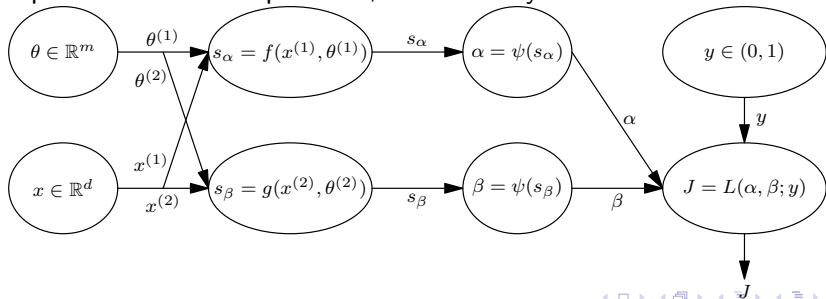 θ ∈ ℝ^m
θ^(1)
s_α = f(x^(1), θ^(1))
s_α
α = ψ(s_α)
y ∈ (0, 1)
θ^(2)
α
y
x^(1)
x ∈ ℝ^d
x^(2)
s_β = g(x^(2), θ^(2))
s_β
β = ψ(s_β)
β
J = L(α, β; y)
J